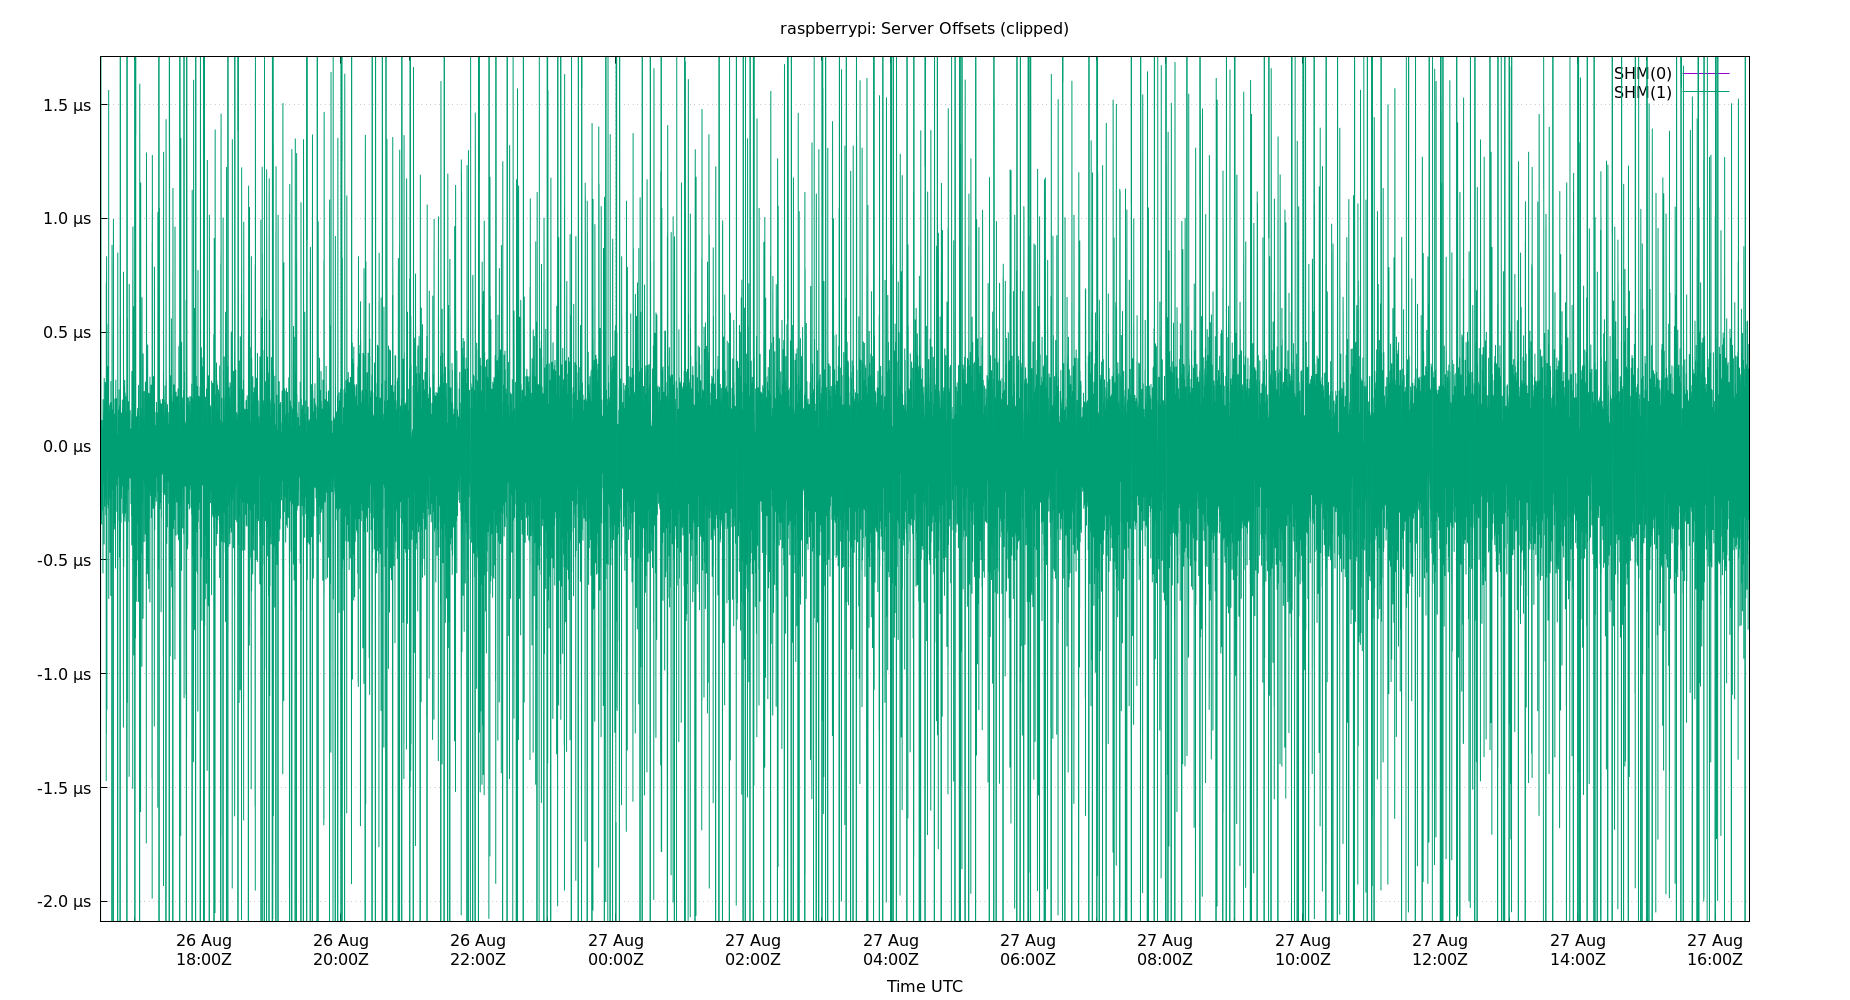 raspberrypi: Server Offsets (clipped)
SHM(0)
SHM(1)
1.5 µs
1.0 µs
0.5 µs
0.0 µs
-0.5 µs
-1.0 µs
-1.5 µs
-2.0 µs
26 Aug 26 Aug 26 Aug 27 Aug 27 Aug 27 Aug 27 Aug 27 Aug 27 Aug 27 Aug 27 Aug 27 Aug
18:00Z 20:00Z 22:00Z 00:00Z 02:00Z 04:00Z 06:00Z 08:00Z 10:00Z 12:00Z 14:00Z 16:00Z
Time UTC